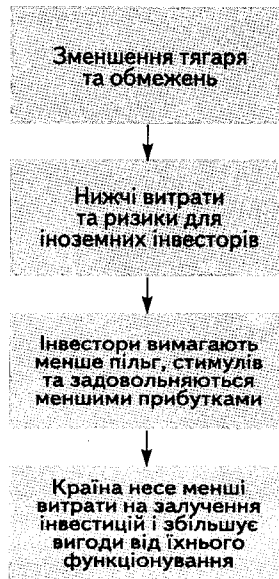 Зменшення тягаря
та обмежень
Нижчі витрати
та ризики для
іноземних інвесторів
Інвестори вимагають
менше пільг, стимулів
та задовольняються
меншими прибутками
Країна несе менші
витрати на залучення
інвестицій і збільшує
вигоди від їхнього
функціонування